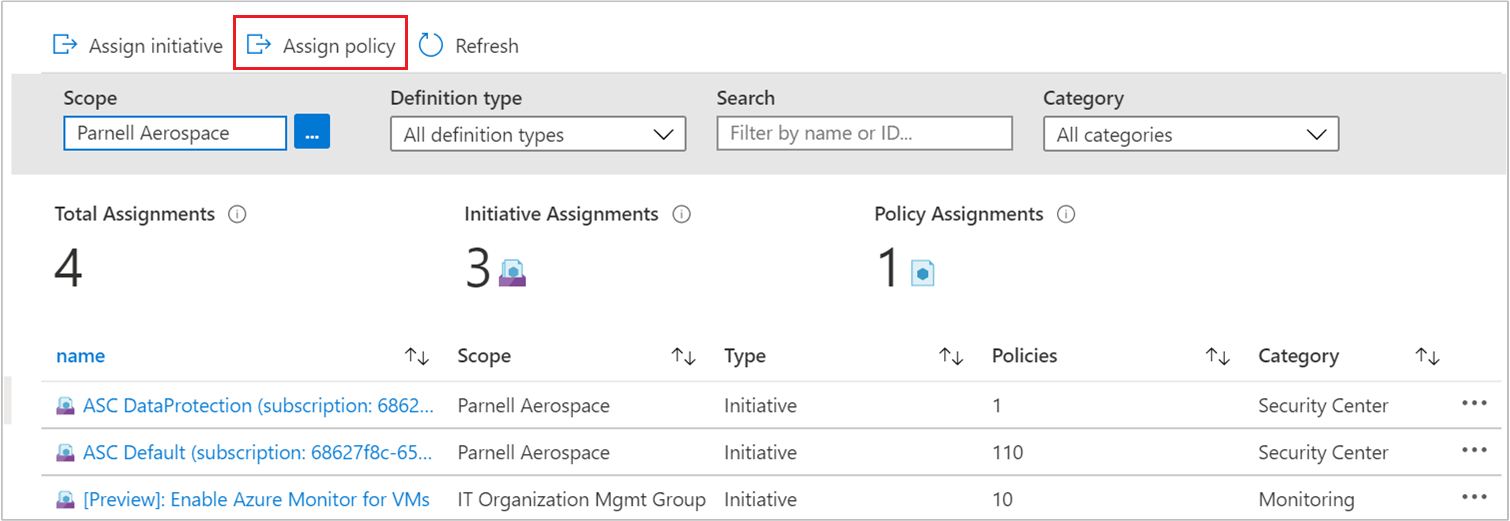 Assign initiative Assign policy Refresh
Scope Definition type Search Category
Parnell Aerospace ... All definition types Filter by name or ID... All categories
Total Assignments Initiative Assignments Policy Assignments
4 3 1
name Scope Type Policies Category
ASC DataProtection (subscription: 6862... Parnell Aerospace Initiative 1 Security Center
ASC Default (subscription: 68627f8c-65... Parnell Aerospace Initiative 110 Security Center
[Preview]: Enable Azure Monitor for VMs IT Organization Mgmt Group Initiative 10 Monitoring